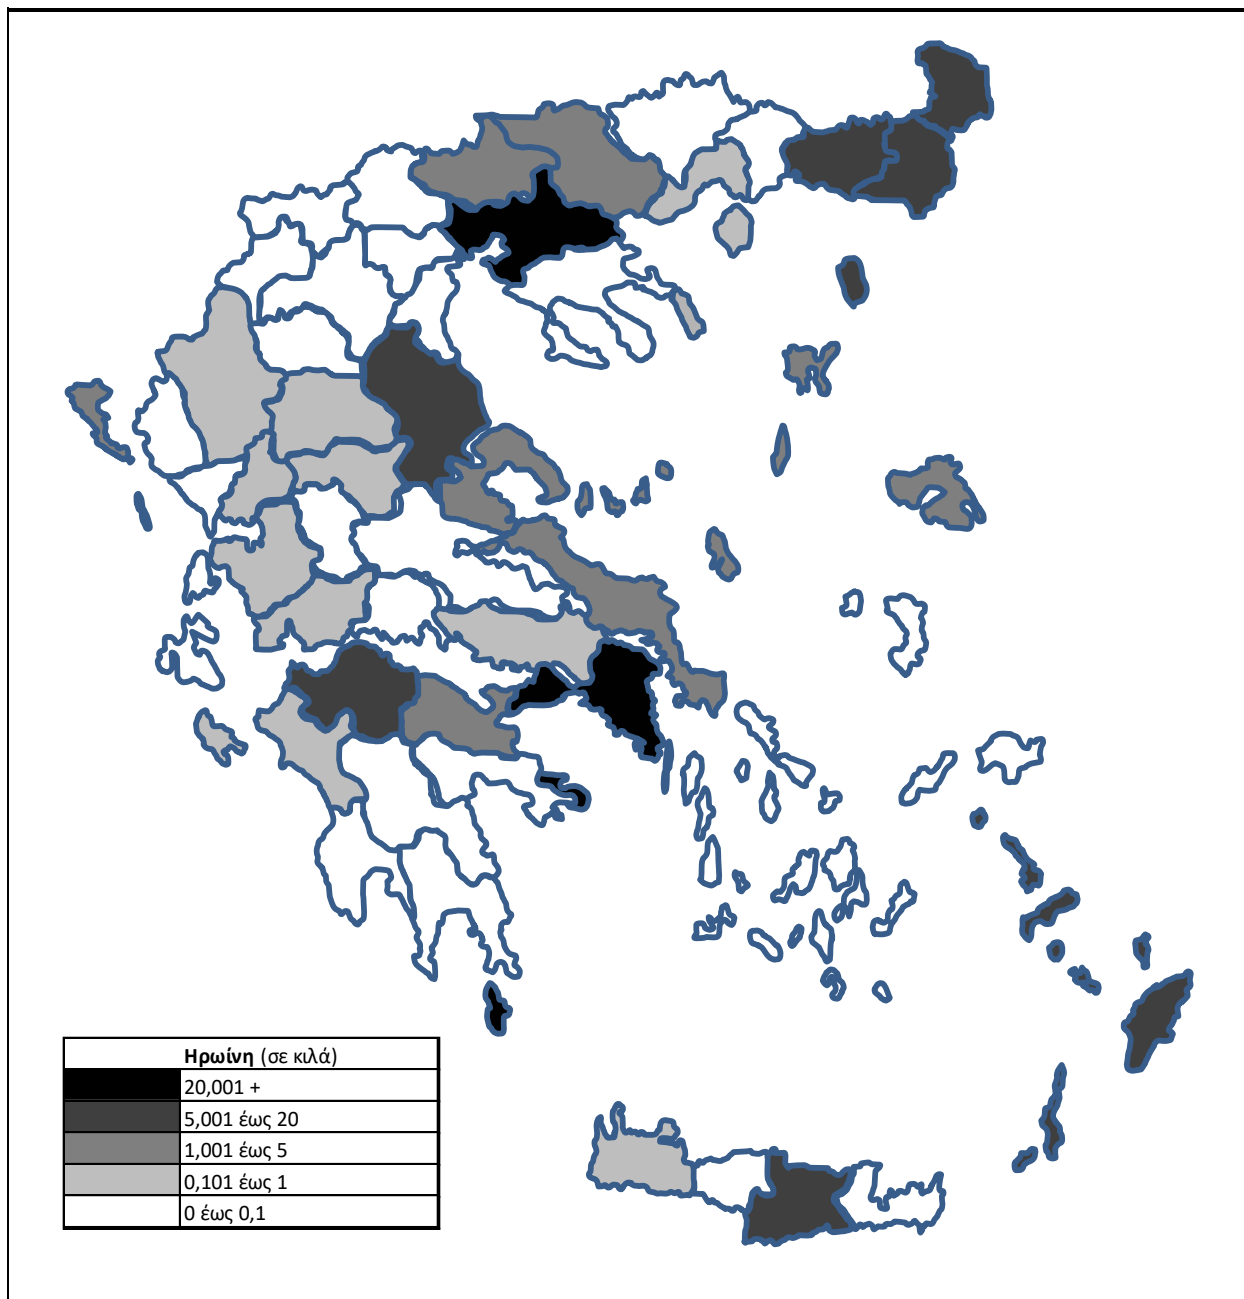 Ηρωίνη (σε κιλά)
20,001 +
5,001 έως 20
1,001 έως 5
0,101 έως 1
0 έως 0,1